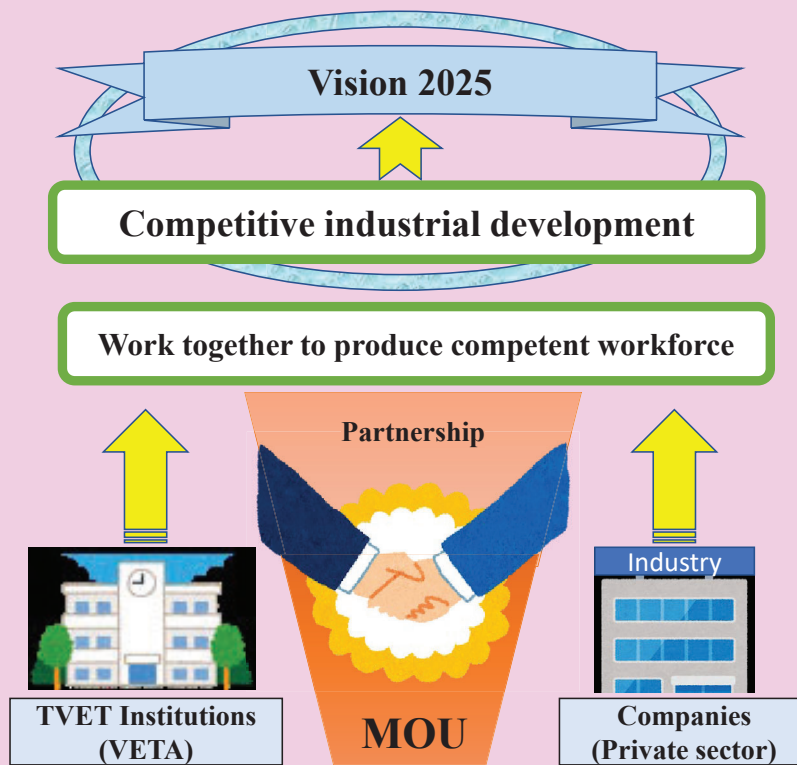 Vision 2025
Competitive industrial development
Work together to produce competent workforce
Partnership
Industry
TVET Institutions
(VETA)
MOU
Companies
(Private sector)